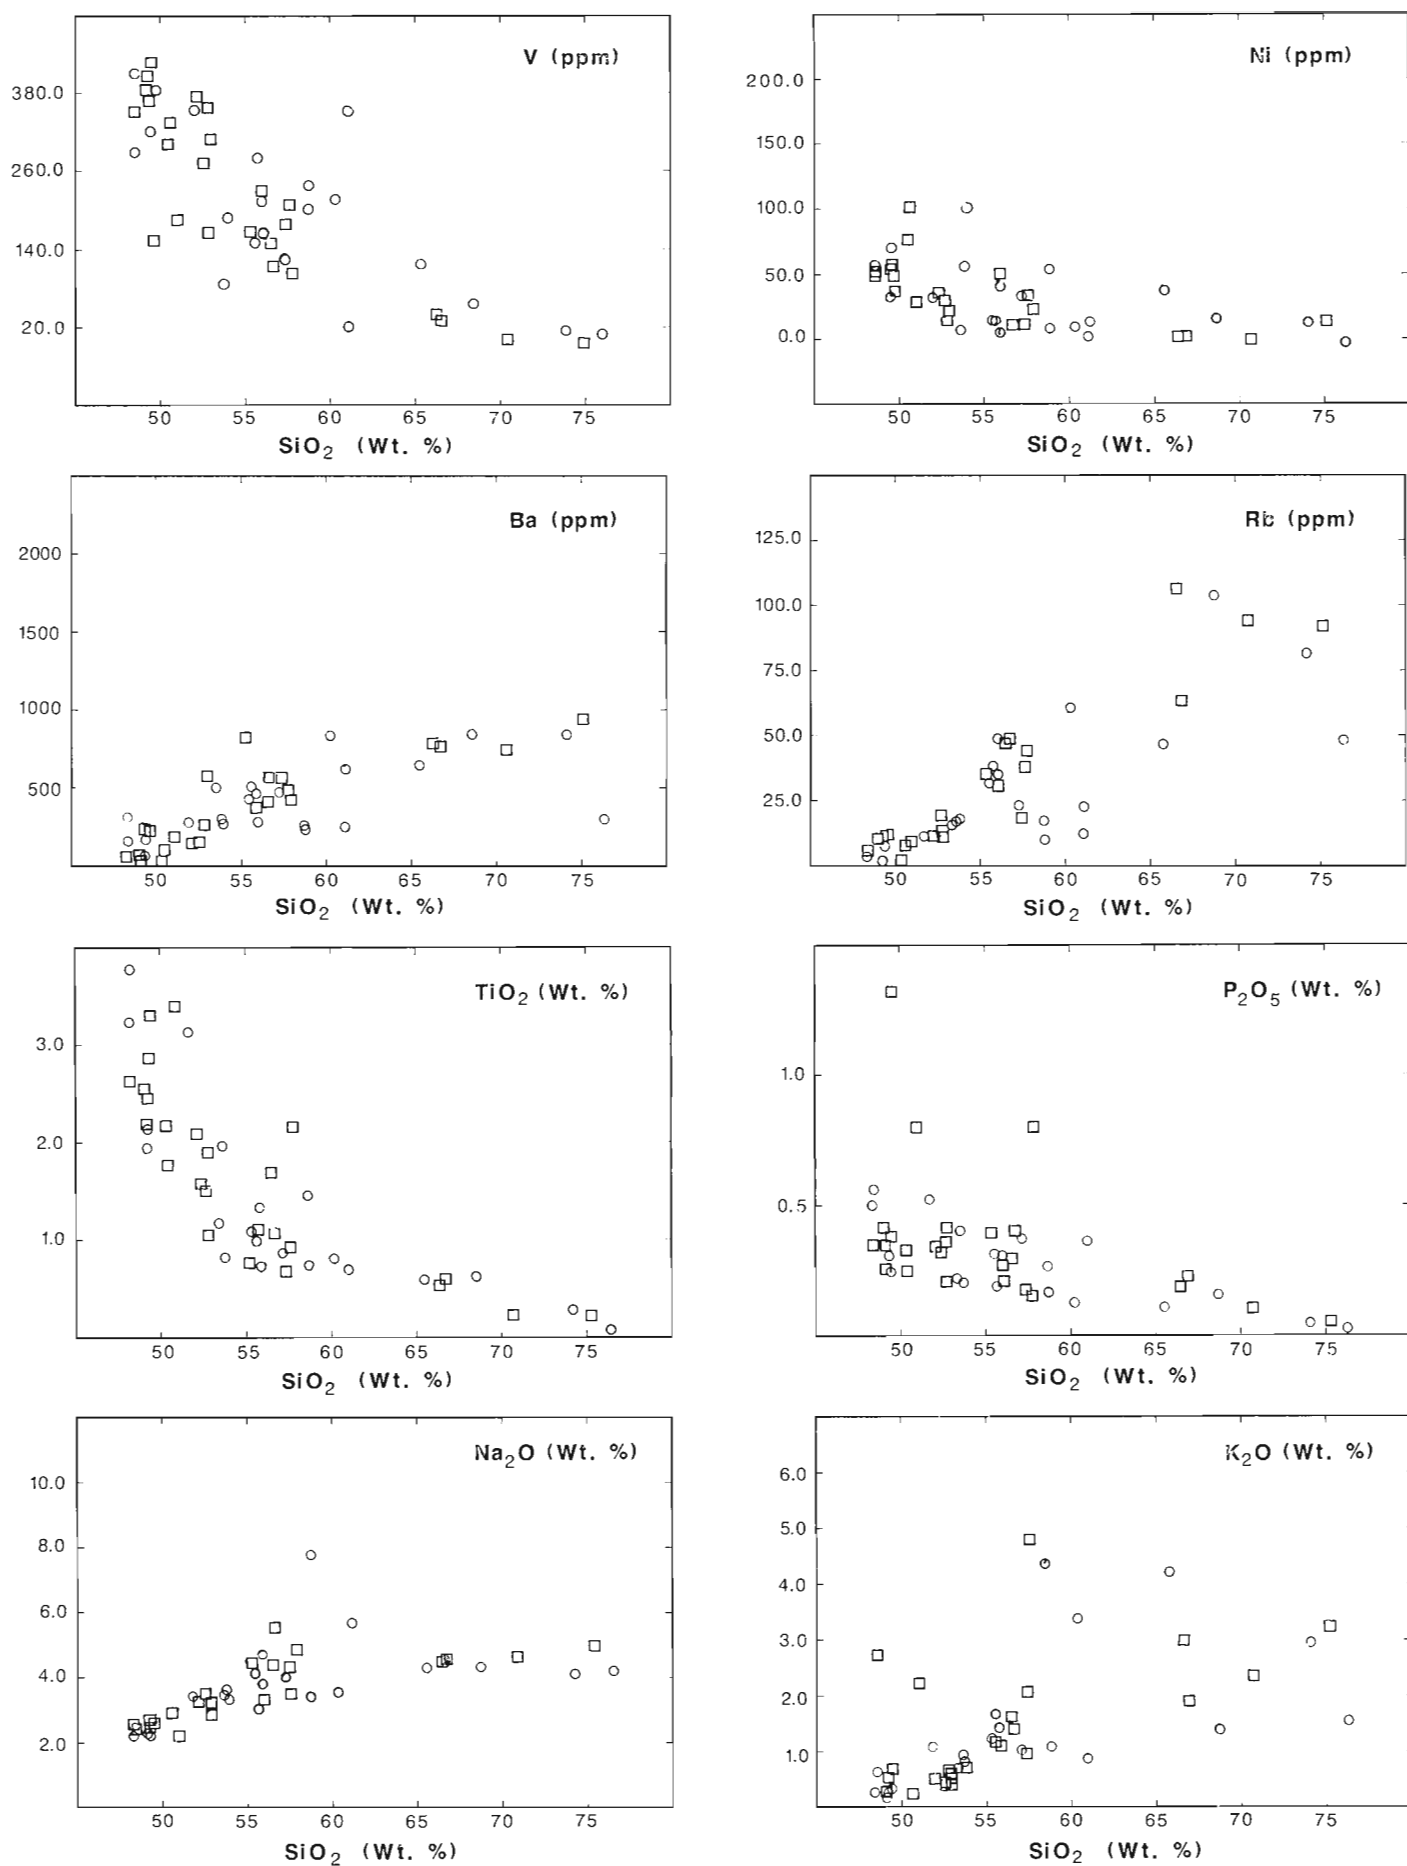 V (ppm)
380.0
260.0
140.0
20.0
50 55 60 65 70 75
SiO2 (Wt. %)
Ni (ppm)
200.0
150.0
100.0
50.0
0.0
50 55 60 65 70 75
SiO2 (Wt. %)
Ba (ppm)
2000
1500
1000
500
50 55 60 65 70 75
SiO2 (Wt. %)
Rb (ppm)
125.0
100.0
75.0
50.0
25.0
50 55 60 65 70 75
SiO2 (Wt. %)
TiO2 (Wt. %)
3.0
2.0
1.0
50 55 60 65 70 75
SiO2 (Wt. %)
P2O5 (Wt. %)
1.0
0.5
50 55 60 65 70 75
SiO2 (Wt. %)
Na2O (Wt. %)
10.0
8.0
6.0
4.0
2.0
50 55 60 65 70 75
SiO2 (Wt. %)
K2O (Wt. %)
6.0
5.0
4.0
3.0
2.0
1.0
50 55 60 65 70 75
SiO2 (Wt. %)